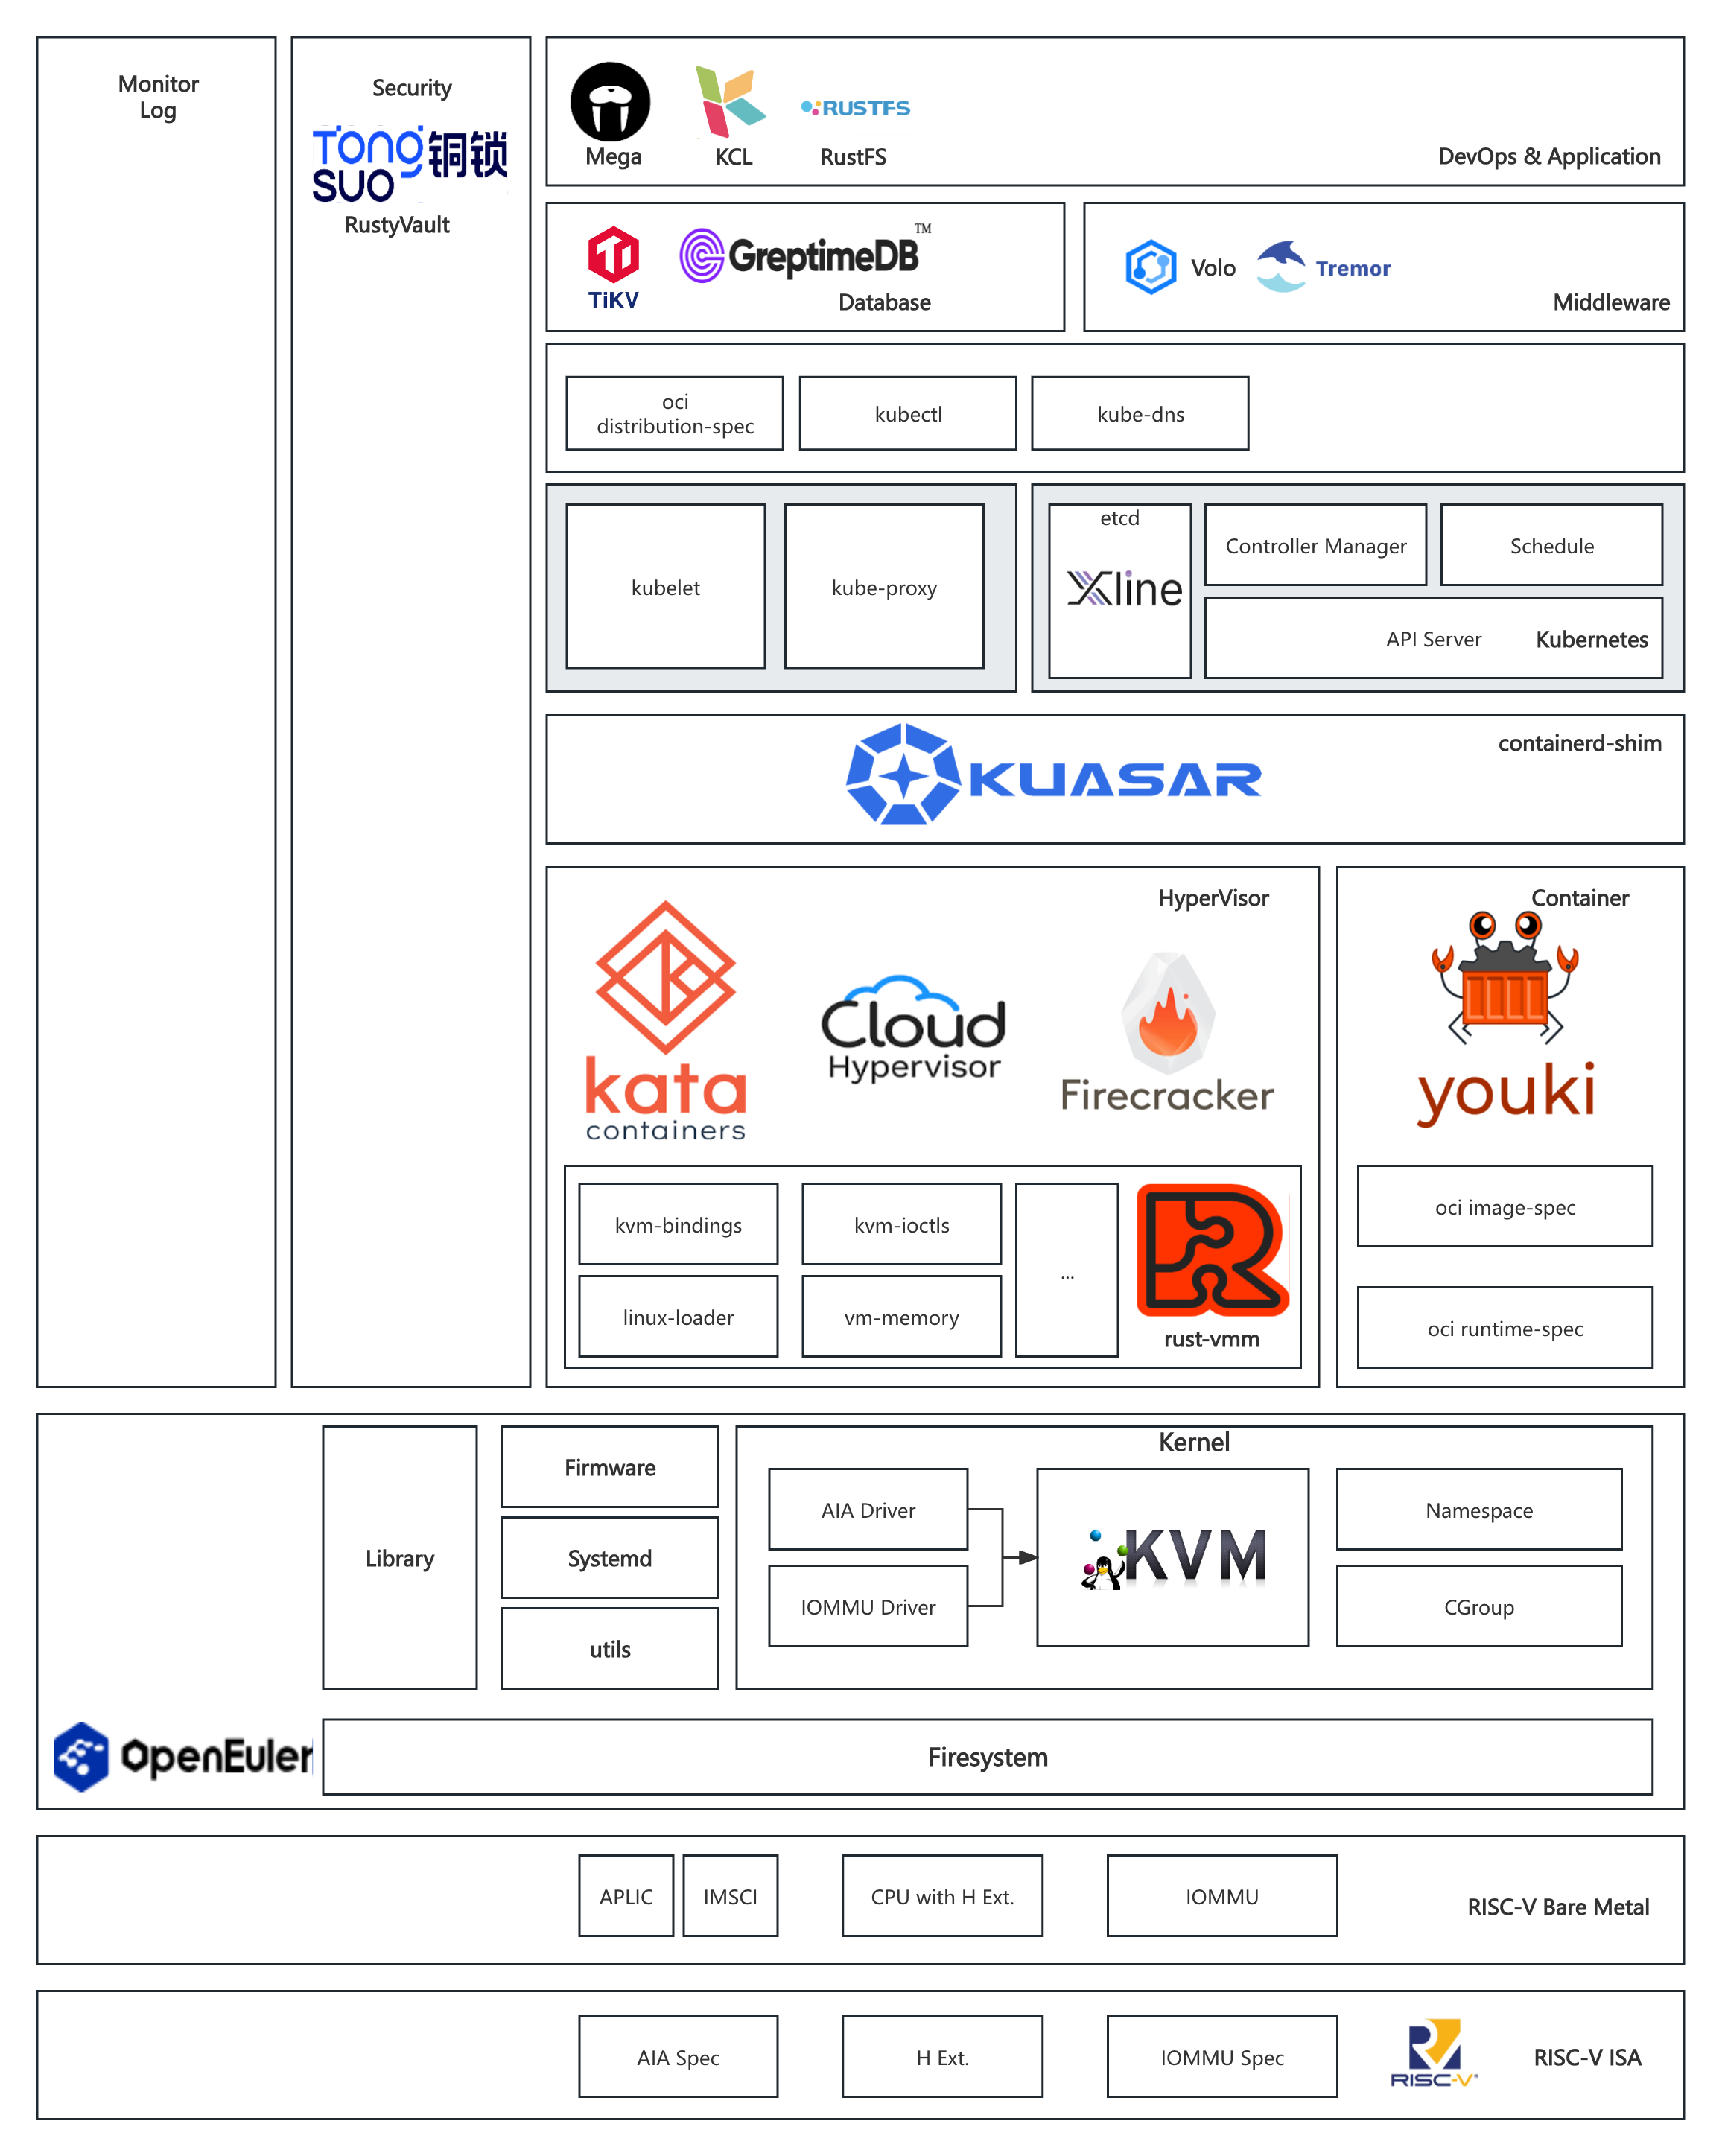 Monitor
Log
Security
Tongsuo 铜锁
RustyVault
Mega
KCL
RUSTFS
RustFS
DevOps & Application
TiKV
GreptimeDB™
Database
Volo
Tremor
Middleware
oci
distribution-spec
kubectl
kube-dns
kubelet
kube-proxy
etcd
Xline
Controller Manager
Schedule
API Server
Kubernetes
KUASAR
containerd-shim
HyperVisor
kata
containers
Cloud
Hypervisor
Firecracker
kvm-bindings
kvm-ioctls
...
linux-loader
vm-memory
rust-vmm
Container
youki
oci image-spec
oci runtime-spec
Library
Firmware
Systemd
utils
Kernel
AIA Driver
IOMMU Driver
KVM
Namespace
CGroup
OpenEuler
Firesystem
APLIC
IMSCI
CPU with H Ext.
IOMMU
RISC-V Bare Metal
AIA Spec
H Ext.
IOMMU Spec
RISC-V®
RISC-V ISA